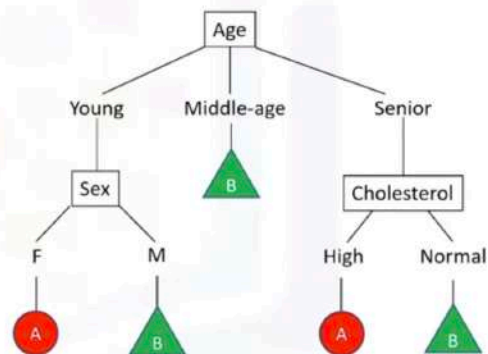 Age
Young Middle-age Senior
B
Sex Cholesterol
F M High Normal
A B A B